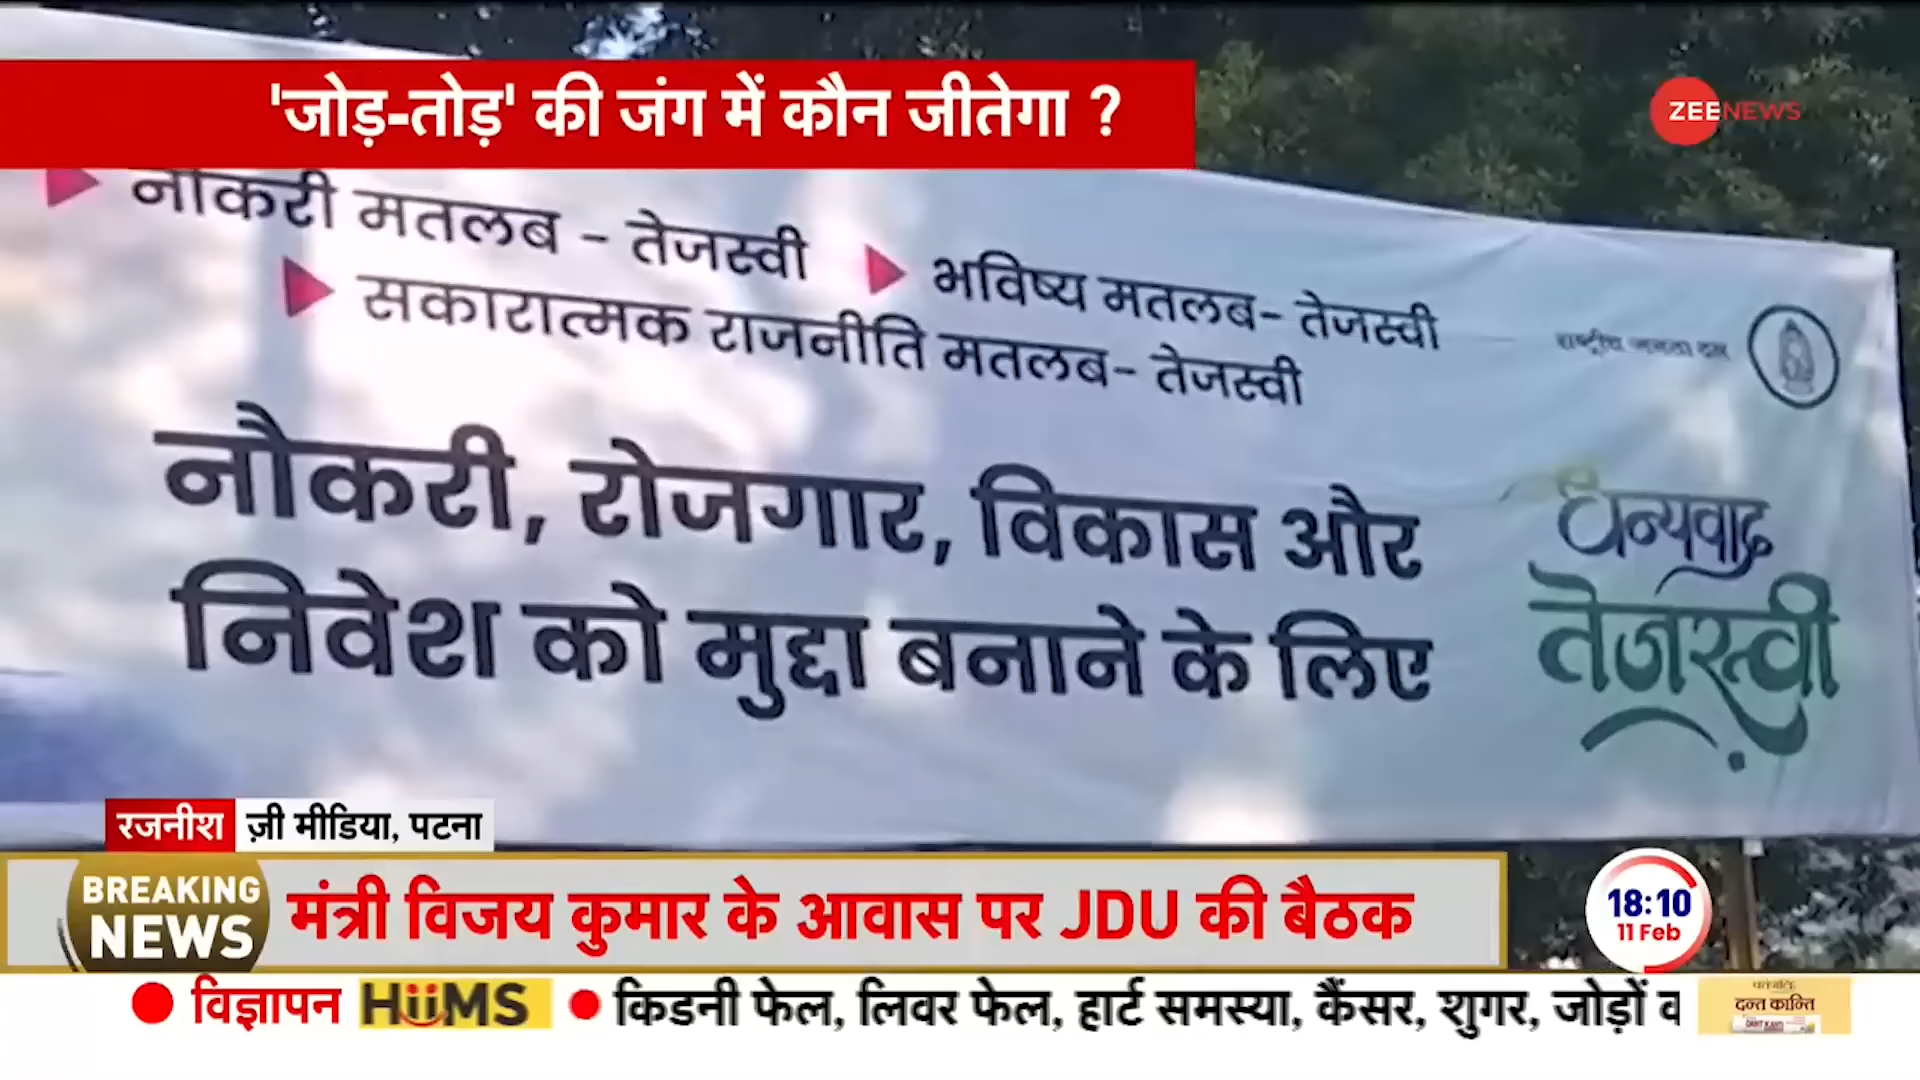 'जोड़-तोड़' की जंग में कौन जीतेगा ?
ZEENEWS
नौकरी मतलब - तेजस्वी
भविष्य मतलब- तेजस्वी
सकारात्मक राजनीति मतलब- तेजस्वी
राष्ट्रीय जनता दल
नौकरी, रोजगार, विकास और
निवेश को मुद्दा बनाने के लिए
धन्यवाद
तेजस्वी
रजनीश ज़ी मीडिया, पटना
BREAKING
NEWS
मंत्री विजय कुमार के आवास पर JDU की बैठक
18:10
11 Feb
विज्ञापन HiiMS किडनी फेल, लिवर फेल, हार्ट समस्या, कैंसर, शुगर, जोड़ों
दन्त कान्ति